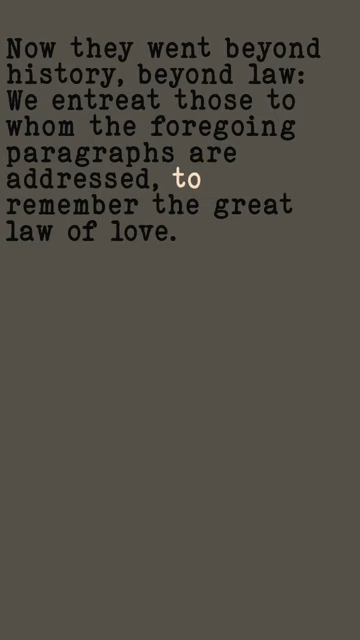 Now they went beyond
history, beyond law:
We entreat those to
whom the foregoing
paragraphs are
addressed, to
remember the great
law of love.